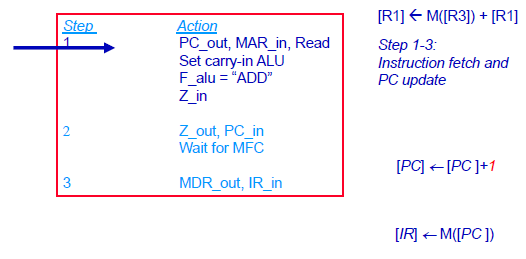 Step Action
1 PC_out, MAR_in, Read
Set carry-in ALU
F_alu = “ADD”
Z_in
2 Z_out, PC_in
Wait for MFC
3 MDR_out, IR_in
[R1] ← M([R3]) + [R1]
Step 1-3:
Instruction fetch and
PC update
[PC] ← [PC ]+1
[IR] ← M([PC ])